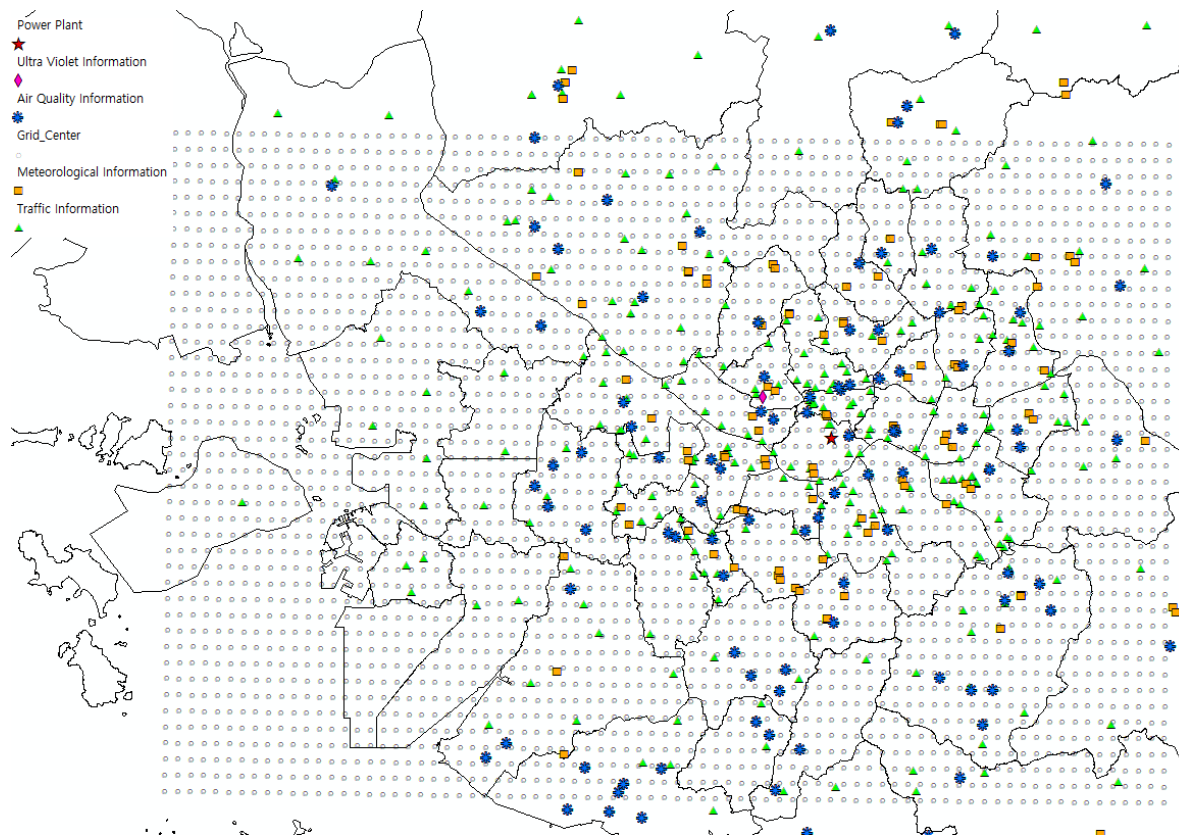 Power Plant
Ultra Violet Information
Air Quality Information
Grid_Center
Meteorological Information
Traffic Information